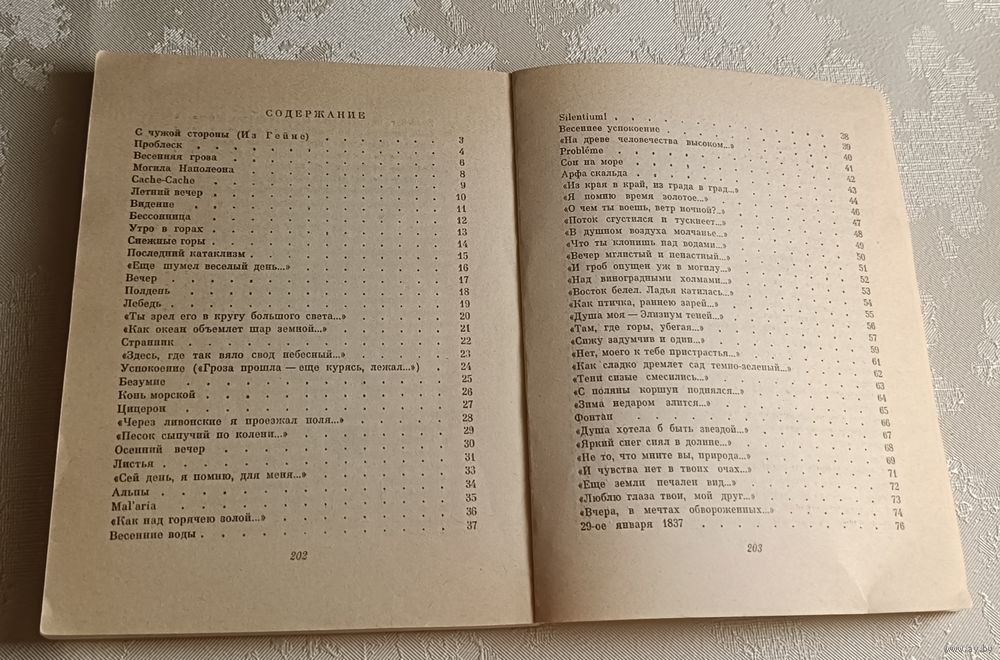 СОДЕРЖАНИЕ
С чужой стороны (Из Гейне) . . . . . 3
Проблеск . . . . . 4
Весенняя гроза . . . . . 6
Могила Наполеона . . . . . 8
Cache-Cache . . . . . 9
Летний вечер . . . . . 10
Видение . . . . . 11
Бессонница . . . . . 12
Утро в горах . . . . . 13
Снежные горы . . . . . 14
Последний катаклизм . . . . . 15
«Еще шумел веселый день...» . . . . . 16
Вечер . . . . . 17
Полдень . . . . . 18
Лебедь . . . . . 19
«Ты зрел его в кругу большого света...» . . . . . 20
«Как океан объемлет шар земной...» . . . . . 21
Странник . . . . . 22
«Здесь, где так вяло свод небесный...» . . . . . 23
Успокоение («Гроза прошла — еще курясь, лежал...») . . 24
Безумие . . . . . 25
Конь морской . . . . . 26
Цицерон . . . . . 27
«Через ливонские я проезжал поля...» . . . . . 28
«Песок сыпучий по колени...» . . . . . 29
Осенний вечер . . . . . 30
Листья . . . . . 31
«Сей день, я помню, для меня...» . . . . . 33
Альпы . . . . . 34
Mal'aria . . . . . 35
«Как над горячею золой...» . . . . . 36
Весенние воды . . . . . 37
202
Silentium! . . . . . 38
Весеннее успокоение . . . . . 39
«На древе человечества высоком...» . . . . . 40
Probléme . . . . . 41
Сон на море . . . . . 42
Арфа скальда . . . . . 43
«Из края в край, из града в град...» . . . . . 44
«Я помню время золотое...» . . . . . 46
«О чем ты воешь, ветр ночной?..» . . . . . 47
«Поток сгустился и тускнеет...» . . . . . 48
«В душном воздуха молчанье...» . . . . . 49
«Что ты клонишь над водами...» . . . . . 50
«Вечер мглистый и ненастный...» . . . . . 51
«И гроб опущен уж в могилу...» . . . . . 52
«Над виноградными холмами...» . . . . . 53
«Восток белел. Ладья катилась...» . . . . . 54
«Как птичка, раннею зарей...» . . . . . 55
«Душа моя — Элизиум теней...» . . . . . 56
«Там, где горы, убегая...» . . . . . 57
«Сижу задумчив и один...» . . . . . 59
«Нет, моего к тебе пристрастья...» . . . . . 61
«Как сладко дремлет сад темно-зеленый...» . . . . . 62
«Тени сизые смесились...» . . . . . 63
«С поляны коршун поднялся...» . . . . . 64
«Зима недаром злится...» . . . . . 65
Фонтан . . . . . 66
«Душа хотела б быть звездой...» . . . . . 67
«Яркий снег сиял в долине...» . . . . . 68
«Не то, что мните вы, природа...» . . . . . 69
«И чувства нет в твоих очах...» . . . . . 71
«Еще земли печален вид...» . . . . . 72
«Люблю глаза твои, мой друг...» . . . . . 73
«Вчера, в мечтах обвороженных...» . . . . . 74
29-ое января 1837 . . . . . 76
203
www.ay.by